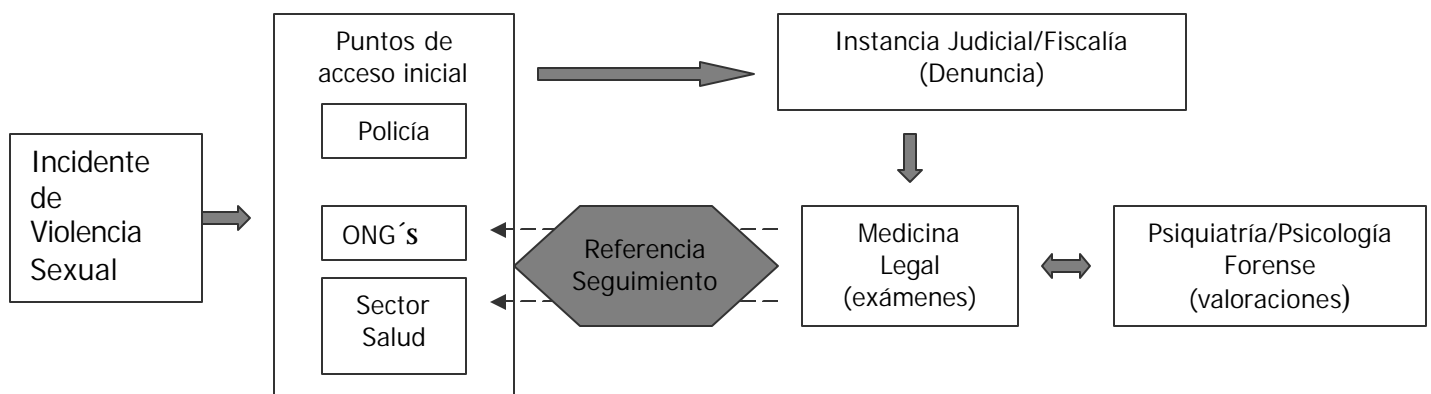 Incidente
de
Violencia
Sexual
Puntos de
acceso inicial
Policía
ONG´s
Sector
Salud
Instancia Judicial/Fiscalía
(Denuncia)
Referencia
Seguimiento
Medicina
Legal
(exámenes)
Psiquiatría/Psicología
Forense
(valoraciones)